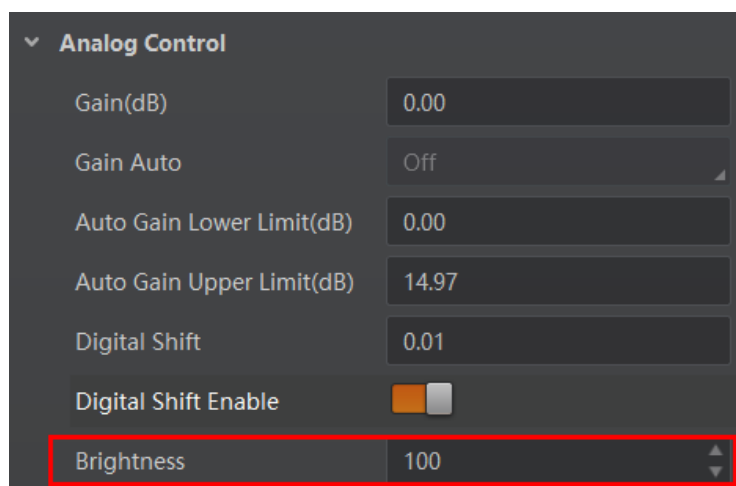 Analog Control
Gain(dB) 0.00
Gain Auto Off
Auto Gain Lower Limit(dB) 0.00
Auto Gain Upper Limit(dB) 14.97
Digital Shift 0.01
Digital Shift Enable
Brightness 100